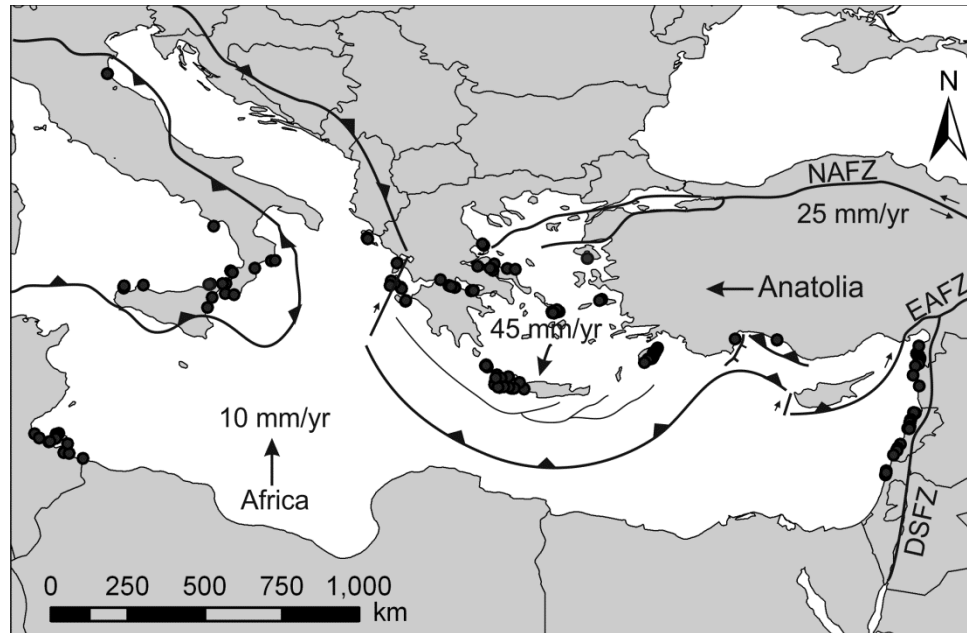 N
NAFZ
25 mm/yr
Anatolia
EAFZ
45 mm/yr
10 mm/yr
Africa
DSFZ
0 250 500 750 1,000
km